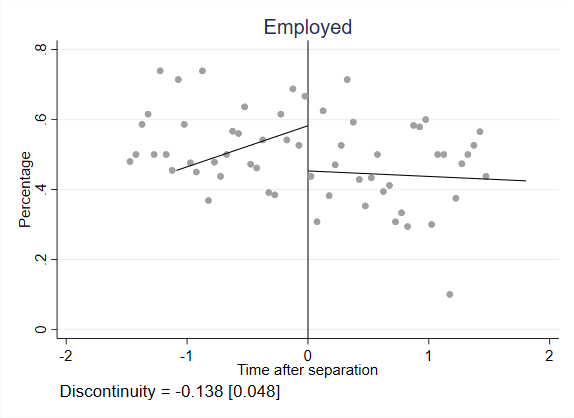 Employed
Percentage
.8
.6
.4
.2
0
-2
-1
0
1
2
Time after separation
Discontinuity = -0.138 [0.048]